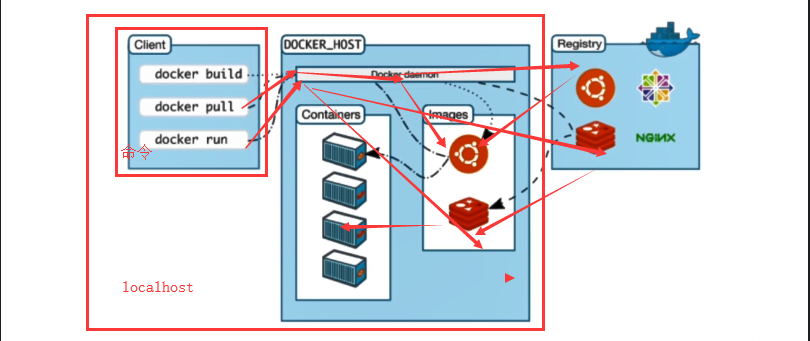 Client
docker build
docker pull
docker run
命令
localhost
DOCKER_HOST
Docker daemon
Containers
Images
Registry
NGINX